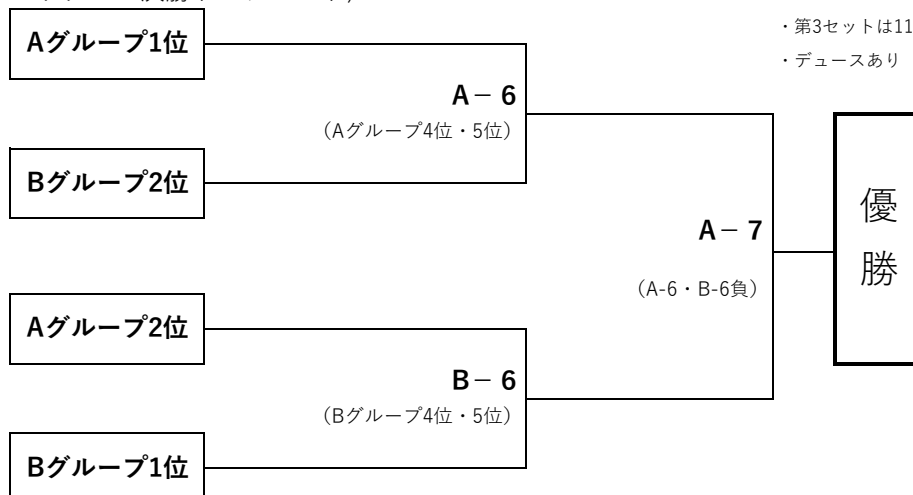 ・第3セットは11
・デュースあり
Aグループ1位
A－6
（Aグループ4位・5位）
Bグループ2位
A－7
（A-6・B-6負）
優
勝
Aグループ2位
B－6
（Bグループ4位・5位）
Bグループ1位